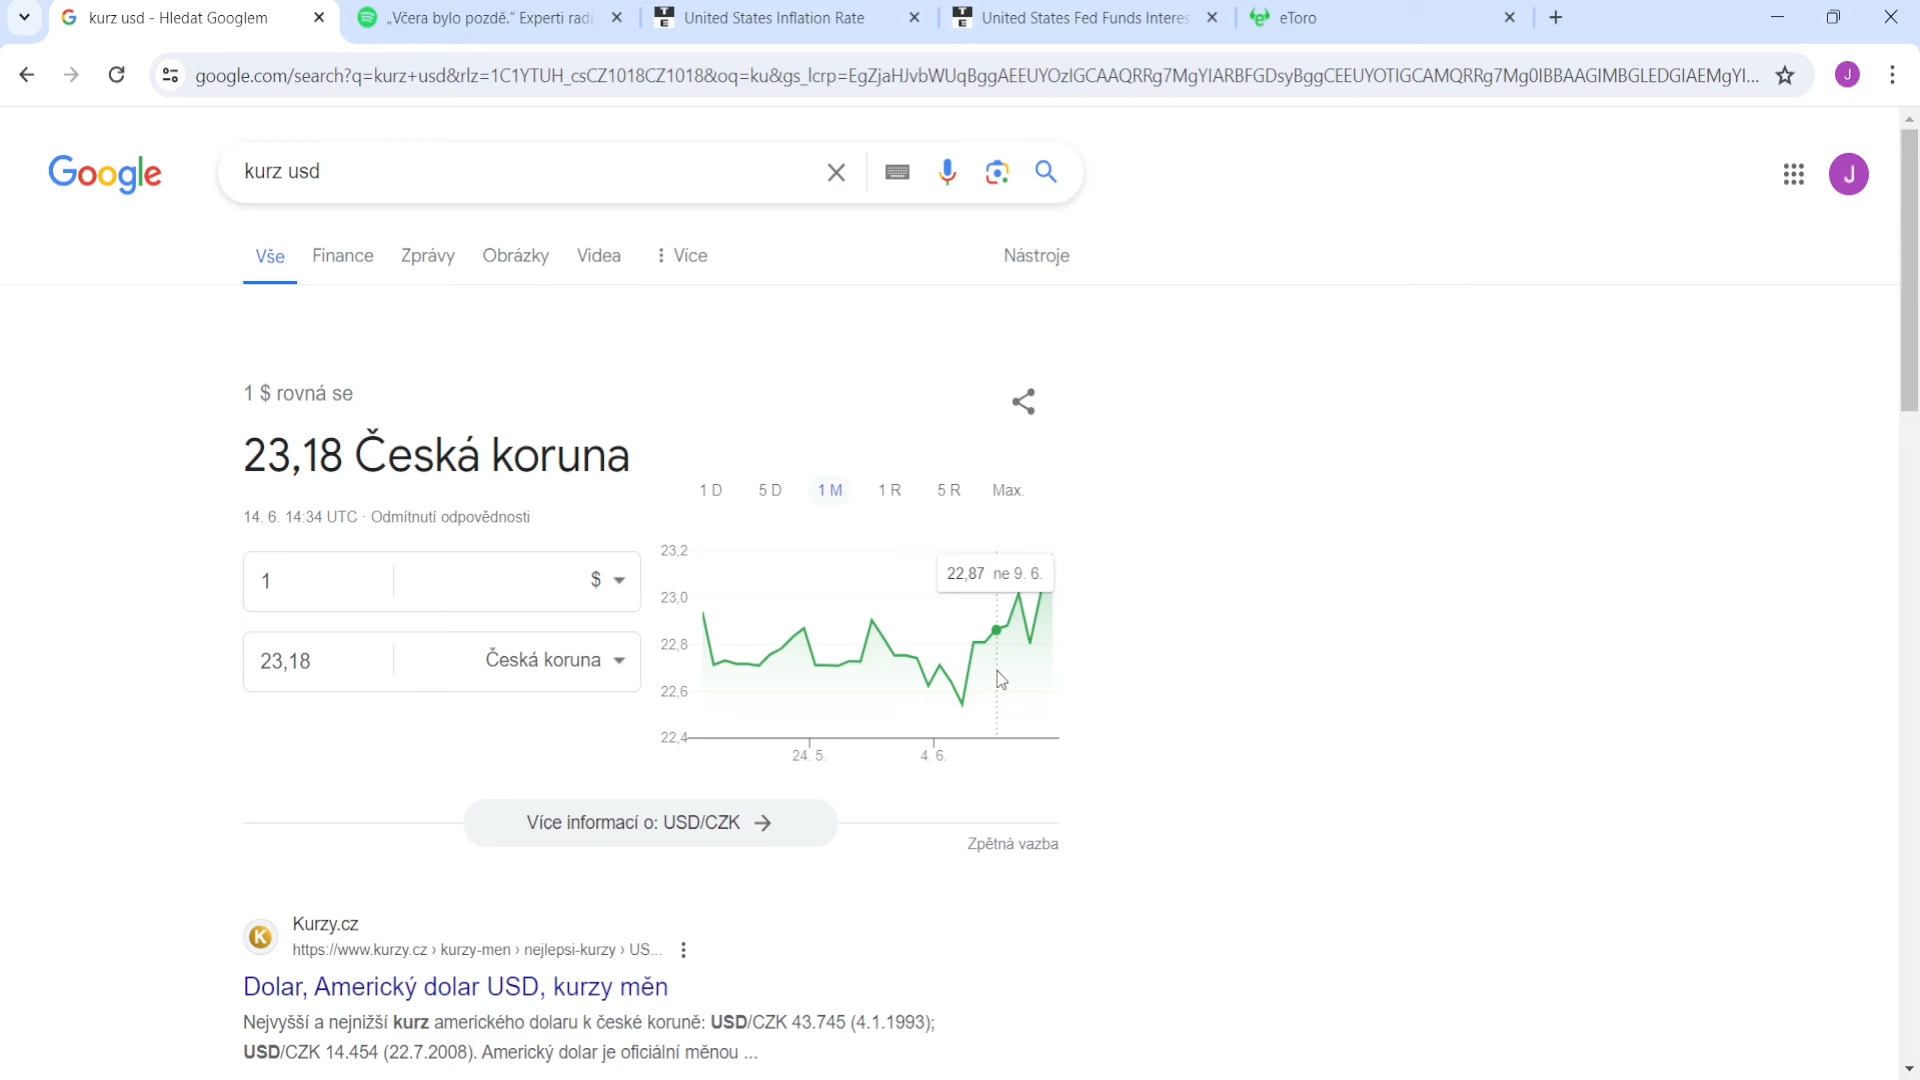 kurz usd - Hledat Googlem
„Včera bylo pozdě." Experti radí
United States Inflation Rate
United States Fed Funds Interes
eToro
google.com/search?q=kurz+usd&rlz=1C1YTUH_csCZ1018CZ1018&oq=ku&gs_lcrp=EgZjaHJvbWUqBggAEEUYOzIGCAAQRRg7MgYIARBFGDsyBggCEEUYOTIGCAMQRRg7Mg0IBBAAGIMBGLEDGIAEMgYI...
J
Google
kurz usd
J
Vše
Finance
Zprávy
Obrázky
Videa
Více
Nástroje
1 $ rovná se
23,18 Česká koruna
14. 6. 14:34 UTC · Odmítnutí odpovědnosti
1 D
5 D
1 M
1 R
5 R
Max.
1
$
23,18
Česká koruna
23,2
23,0
22,8
22,6
22,4
22,87 ne 9. 6.
24. 5.
4. 6.
Více informací o: USD/CZK
Zpětná vazba
K
Kurzy.cz
https://www.kurzy.cz › kurzy-men › nejlepsi-kurzy › US...
Dolar, Americký dolar USD, kurzy měn
Nejvyšší a nejnižší kurz amerického dolaru k české koruně: USD/CZK 43.745 (4.1.1993);
USD/CZK 14.454 (22.7.2008). Americký dolar je oficiální měnou ...